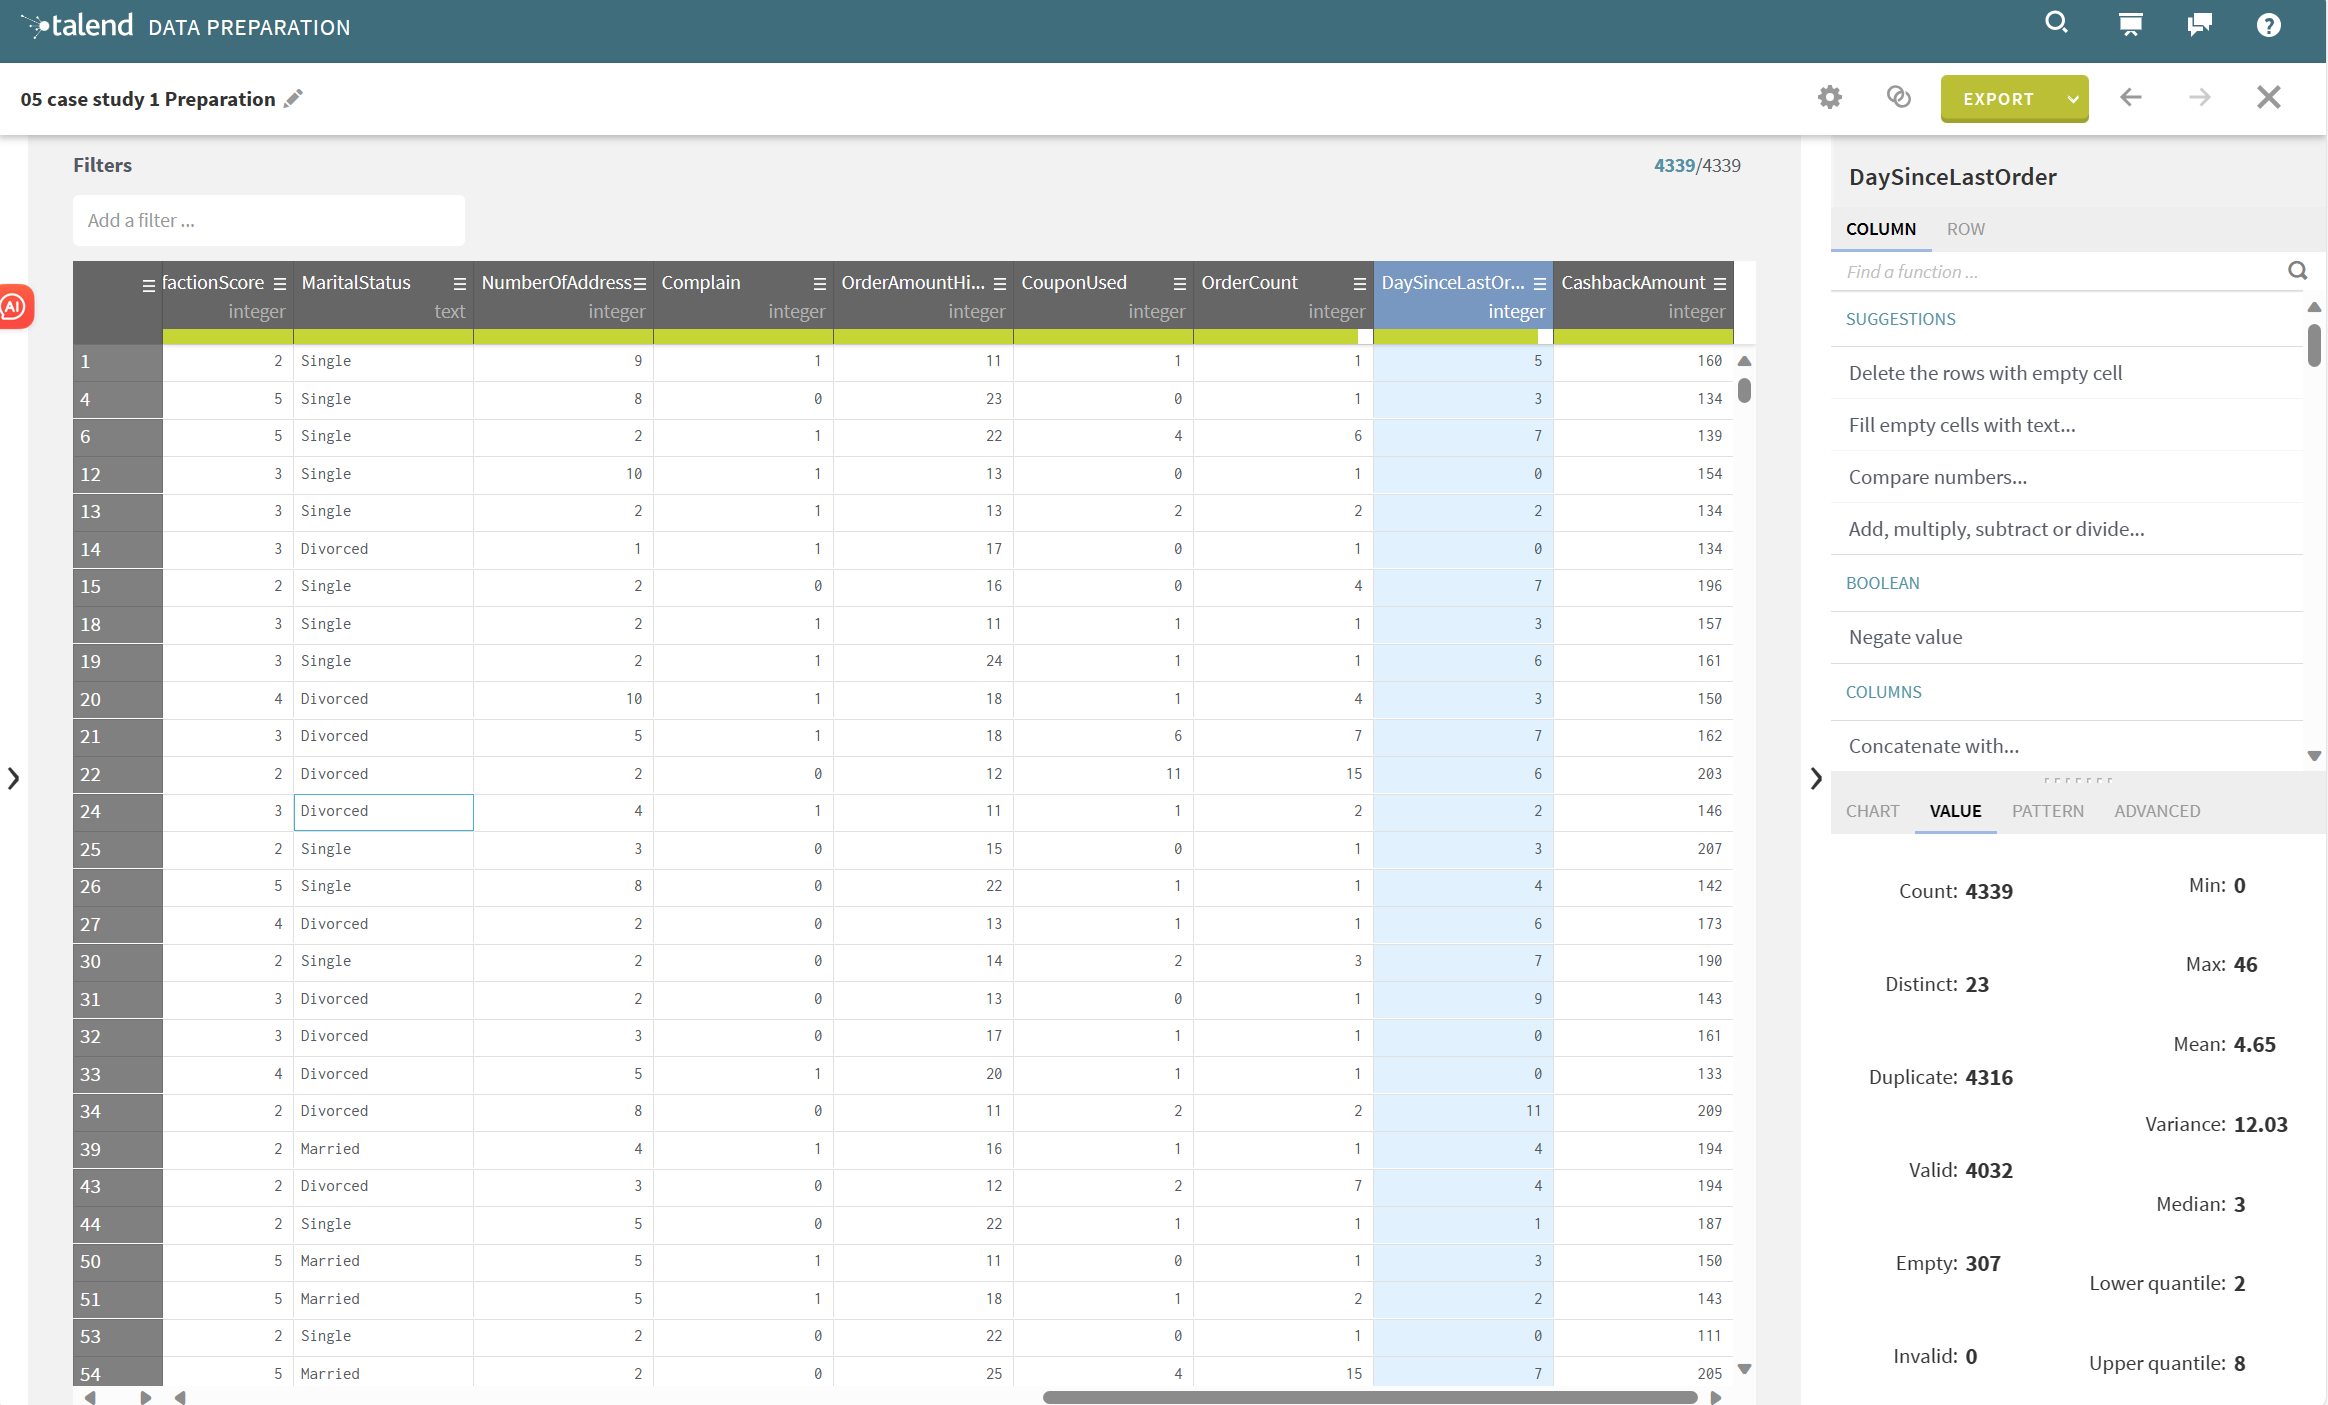 talend DATA PREPARATION
05 case study 1 Preparation
EXPORT
Filters
4339/4339
Add a filter ...
factionScore MaritalStatus NumberOfAddress Complain OrderAmountHi... CouponUsed OrderCount DaySinceLastOr... CashbackAmount
integer text integer integer integer integer integer integer integer
1 2 Single 9 1 11 1 1 5 160
4 5 Single 8 0 23 0 1 3 134
6 5 Single 2 1 22 4 6 7 139
12 3 Single 10 1 13 0 1 0 154
13 3 Single 2 1 13 2 2 2 134
14 3 Divorced 1 1 17 0 1 0 134
15 2 Single 2 0 16 0 4 7 196
18 3 Single 2 1 11 1 1 3 157
19 3 Single 2 1 24 1 1 6 161
20 4 Divorced 10 1 18 1 4 3 150
21 3 Divorced 5 1 18 6 7 7 162
22 2 Divorced 2 0 12 11 15 6 203
24 3 Divorced 4 1 11 1 2 2 146
25 2 Single 3 0 15 0 1 3 207
26 5 Single 8 0 22 1 1 4 142
27 4 Divorced 2 0 13 1 1 6 173
30 2 Single 2 0 14 2 3 7 190
31 3 Divorced 2 0 13 0 1 9 143
32 3 Divorced 3 0 17 1 1 0 161
33 4 Divorced 5 1 20 1 1 0 133
34 2 Divorced 8 0 11 2 2 11 209
39 2 Married 4 1 16 1 1 4 194
43 2 Divorced 3 0 12 2 7 4 194
44 2 Single 5 0 22 1 1 1 187
50 5 Married 5 1 11 0 1 3 150
51 5 Married 5 1 18 1 2 2 143
53 2 Single 2 0 22 0 1 0 111
54 5 Married 2 0 25 4 15 7 205
AI
DaySinceLastOrder
COLUMN ROW
Find a function ...
SUGGESTIONS
Delete the rows with empty cell
Fill empty cells with text...
Compare numbers...
Add, multiply, subtract or divide...
BOOLEAN
Negate value
COLUMNS
Concatenate with...
CHART VALUE PATTERN ADVANCED
Count: 4339
Distinct: 23
Duplicate: 4316
Valid: 4032
Empty: 307
Invalid: 0
Min: 0
Max: 46
Mean: 4.65
Variance: 12.03
Median: 3
Lower quantile: 2
Upper quantile: 8